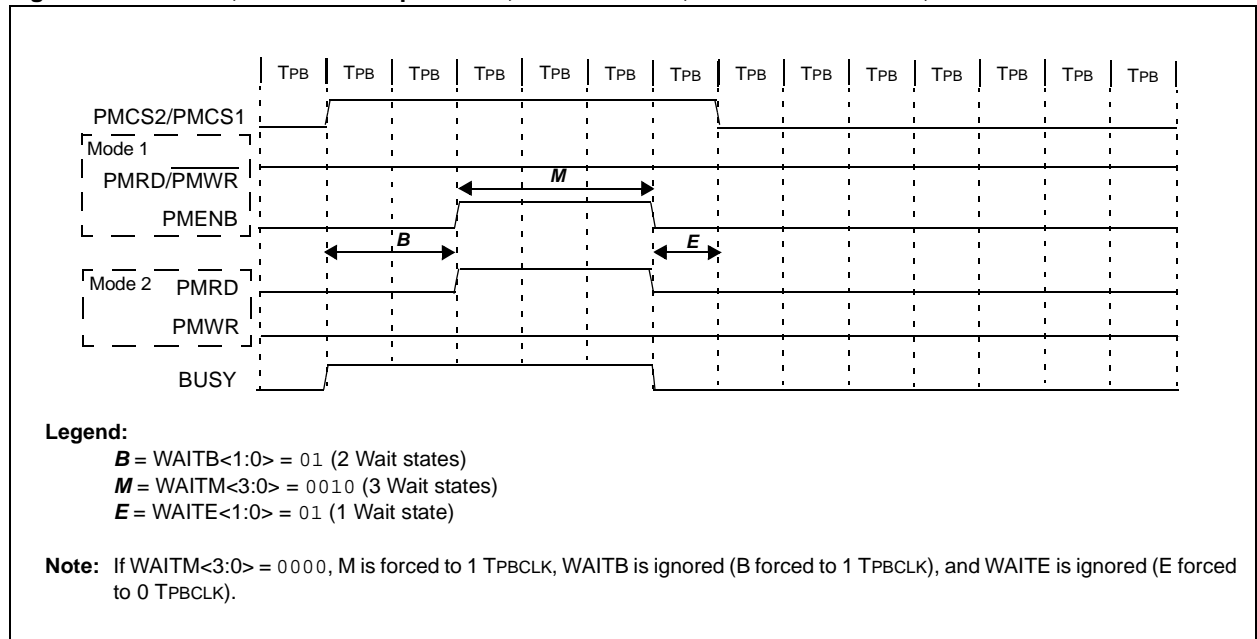 TPB TPB TPB TPB TPB TPB TPB TPB TPB TPB TPB TPB TPB TPB
PMCS2/PMCS1
Mode 1
PMRD/PMWR
M
PMENB
B
E
Mode 2 PMRD
PMWR
BUSY
Legend:
B = WAITB<1:0> = 01 (2 Wait states)
M = WAITM<3:0> = 0010 (3 Wait states)
E = WAITE<1:0> = 01 (1 Wait state)
Note: If WAITM<3:0> = 0000, M is forced to 1 TPBCLK, WAITB is ignored (B forced to 1 TPBCLK), and WAITE is ignored (E forced
to 0 TPBCLK).